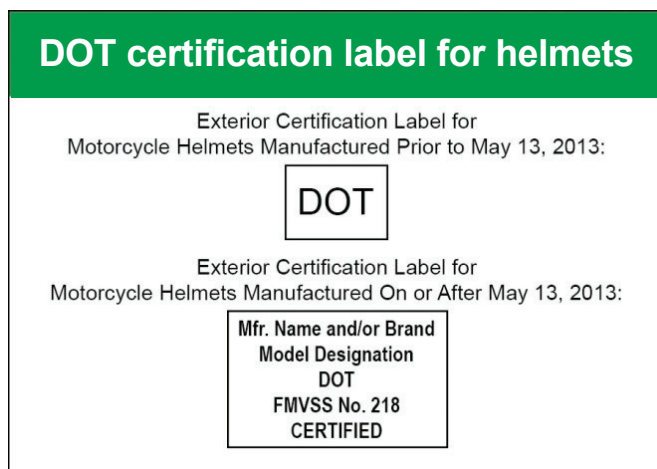 DOT certification label for helmets
Exterior Certification Label for
Motorcycle Helmets Manufactured Prior to May 13, 2013:
DOT
Exterior Certification Label for
Motorcycle Helmets Manufactured On or After May 13, 2013:
Mfr. Name and/or Brand
Model Designation
DOT
FMVSS No. 218
CERTIFIED